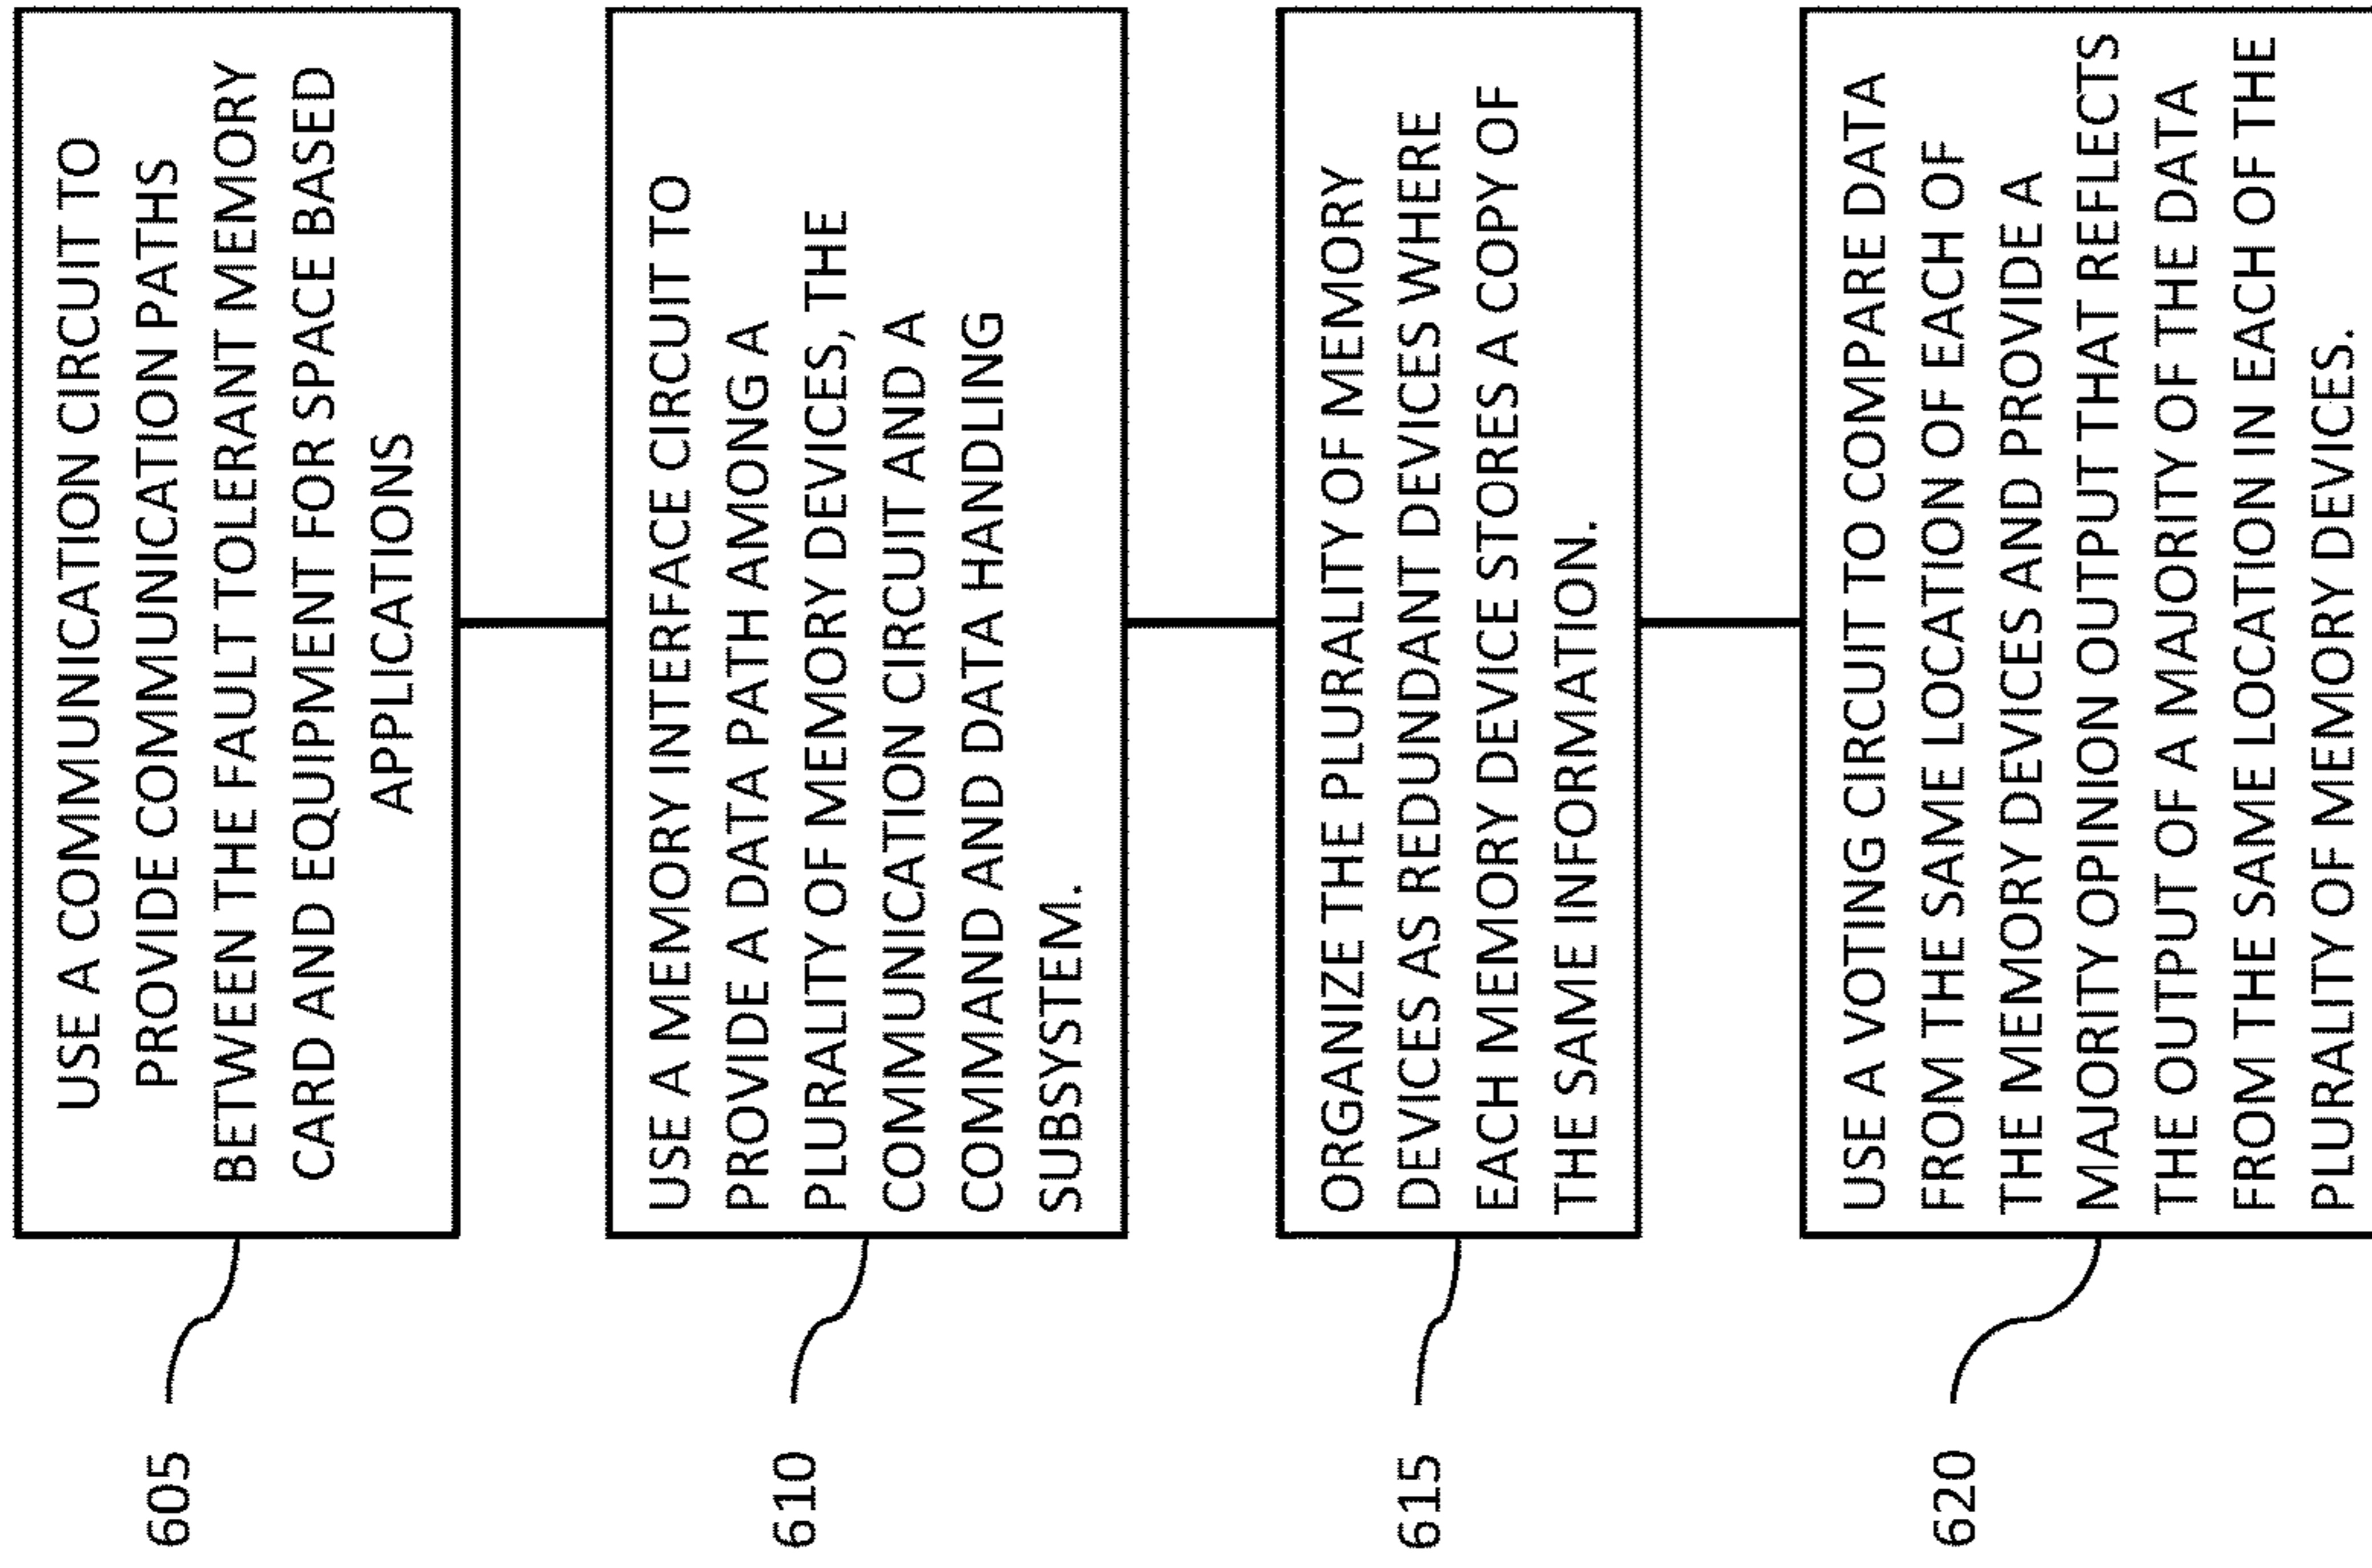 605
USE A COMMUNICATION CIRCUIT TO
PROVIDE COMMUNICATION PATHS
BETWEEN THE FAULT TOLERANT MEMORY
CARD AND EQUIPMENT FOR SPACE BASED
APPLICATIONS
610
USE A MEMORY INTERFACE CIRCUIT TO
PROVIDE A DATA PATH AMONG A
PLURALITY OF MEMORY DEVICES, THE
COMMUNICATION CIRCUIT AND A
COMMAND AND DATA HANDLING
SUBSYSTEM.
615
ORGANIZE THE PLURALITY OF MEMORY
DEVICES AS REDUNDANT DEVICES WHERE
EACH MEMORY DEVICE STORES A COPY OF
THE SAME INFORMATION.
620
USE A VOTING CIRCUIT TO COMPARE DATA
FROM THE SAME LOCATION OF EACH OF
THE MEMORY DEVICES AND PROVIDE A
MAJORITY OPINION OUTPUT THAT REFLECTS
THE OUTPUT OF A MAJORITY OF THE DATA
FROM THE SAME LOCATION IN EACH OF THE
PLURALITY OF MEMORY DEVICES.